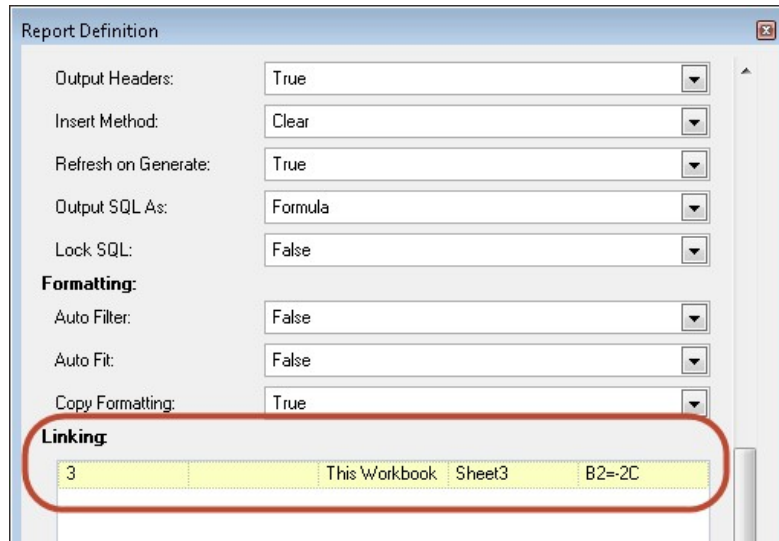 Report Definition
Output Headers: True
Insert Method: Clear
Refresh on Generate: True
Output SQL As: Formula
Lock SQL: False
Formatting:
Auto Filter: False
Auto Fit: False
Copy Formatting: True
Linking:
3 This Workbook Sheet3 B2=-2C